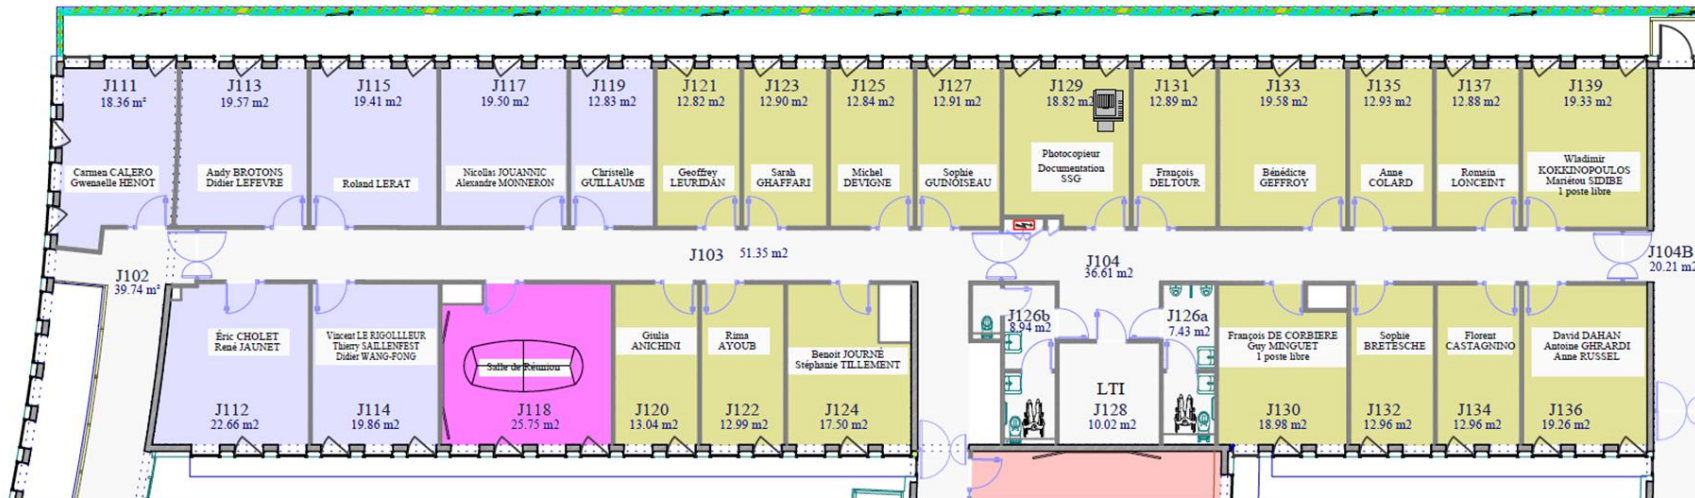 J111
18.36 m²
Carmen CALERO
Gwenaelle HENOT
J113
19.57 m2
Andy BROTONS
Didier LEFEVRE
J115
19.41 m2
Roland LERAT
J117
19.50 m2
Nicollas JOUANNIC
Alexandre MONNERON
J119
12.83 m2
Christelle
GUILLAUME
J121
12.82 m2
Geoffrey
LEURIDAN
J123
12.90 m2
Sarah
GHAFFARI
J125
12.84 m2
Michel
DEVIGNE
J127
12.91 m2
Sophie
GUINOISEAU
J129
18.82 m2
Photocopieur
Documentation
SSG
J131
12.89 m2
François
DELTOUR
J133
19.58 m2
Bénédicte
GEFFROY
J135
12.93 m2
Anne
COLARD
J137
12.88 m2
Romain
LONCEINT
J139
19.33 m2
Wladimir
KOKKINOPOULOS
Mariétou SIDIBE
1 poste libre
J102
39.74 m²
J103 51.35 m2
J104
36.61 m2
J104B
20.21 m2
Éric CHOLET
René JAUNET
J112
22.66 m2
Vincent LE RIGOLLLEUR
Thierry SAILLENFEST
Didier WANG-FONG
J114
19.86 m2
Salle de Réunion
J118
25.75 m2
Giulia
ANICHINI
J120
13.04 m2
Rima
AYOUB
J122
12.99 m2
Benoit JOURNÉ
Stéphanie TILLEMENT
J124
17.50 m2
J126b
8.94 m2
LTI
J128
10.02 m2
J126a
7.43 m2
François DE CORBIERE
Guy MINGUET
1 poste libre
J130
18.98 m2
Sophie
BRETESCHE
J132
12.96 m2
Florent
CASTAGNINO
J134
12.96 m2
David DAHAN
Antoine GHIRARDI
Anne RUSSEL
J136
19.26 m2